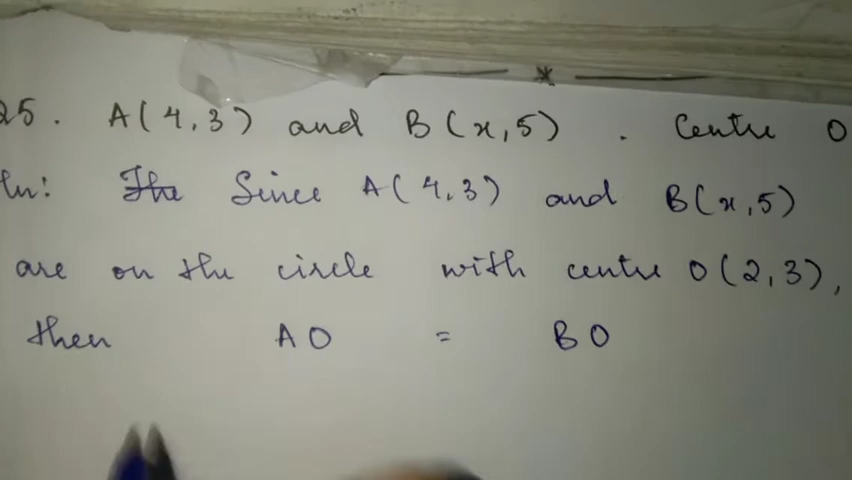 25. A(4,3) and B(x,5). Centre O
ln: The Since A(4,3) and B(x,5)
are on the circle with centre O(2,3),
then AO = BO